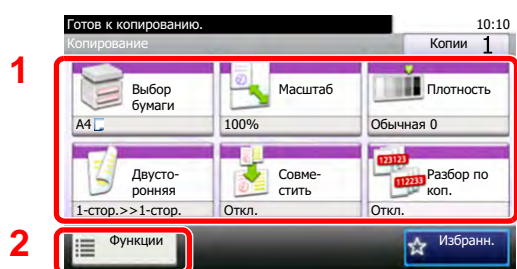 Готов к копированию.
10:10
Копирование
Копии 1
1
Выбор
бумаги
Масштаб
Плотность
A4
100%
Обычная 0
123123
112233
Двусто-
ронняя
Совме-
стить
Разбор по
коп.
1-стор.>>1-стор.
Откл.
Откл.
2
Функции
Избранн.